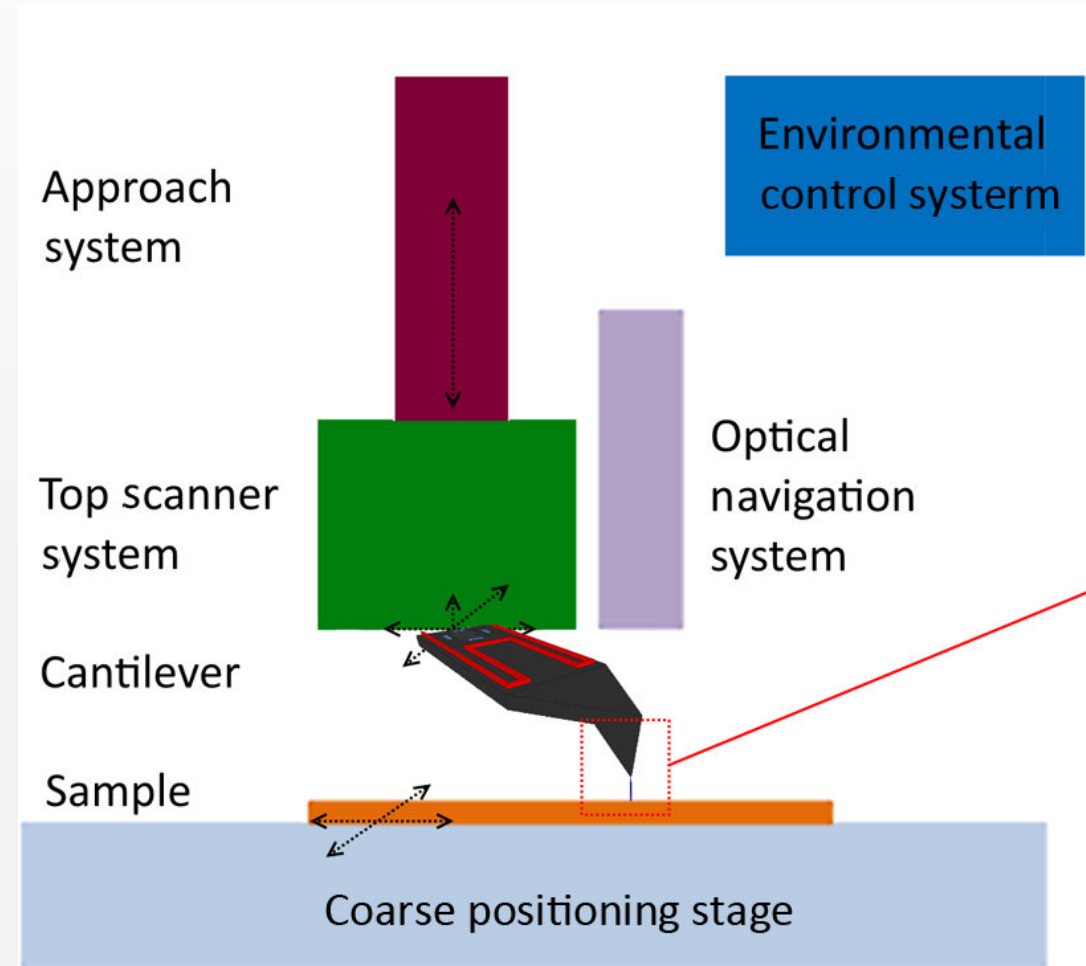 Environmental
control systerm
Approach
system
Optical
navigation
system
Top scanner
system
Cantilever
Sample
Coarse positioning stage